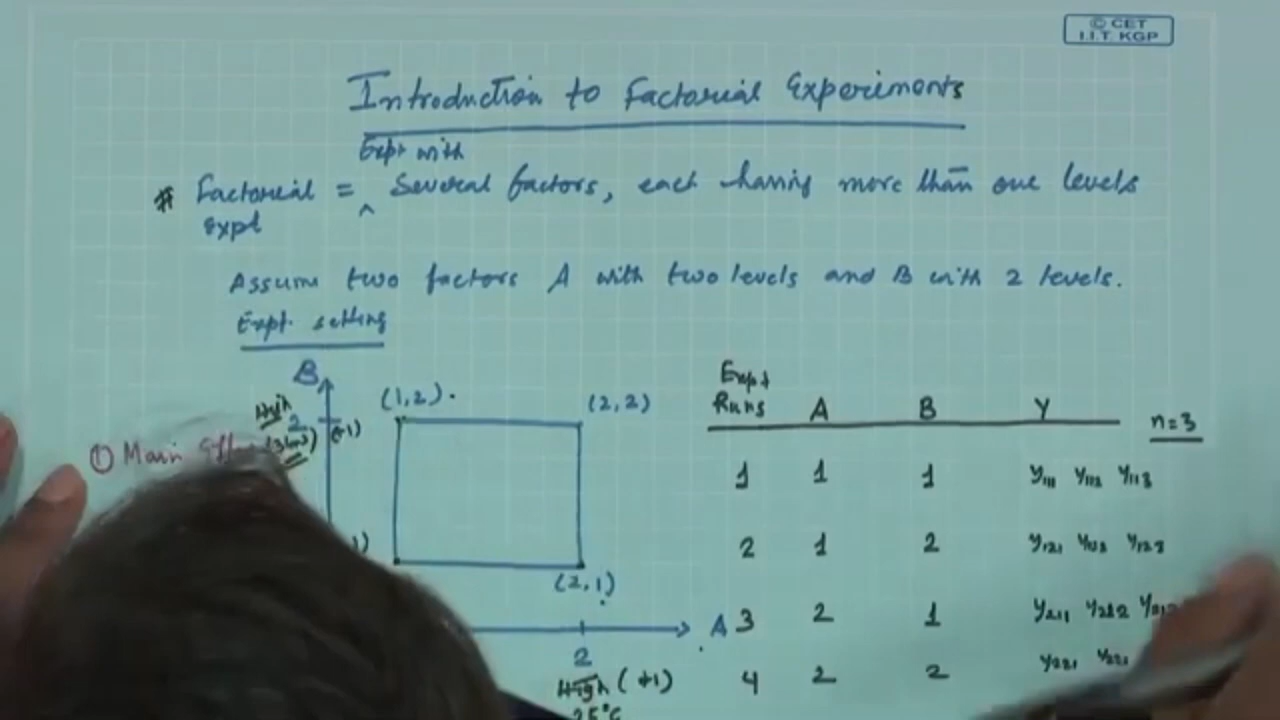 © CET
I.I.T. KGP
Introduction to Factorial Experiments
Expt with
* Factorial = ^ Several factors, each having more than one levels
expt
Assume two factors A with two levels and B with 2 levels.
Expt. setting
B
High
2 (+1)
(1,2).
(2,2)
① Main
(2,1)
A
2
High (+1)
25°C
Expt
Runs A B Y
n=3
1 1 1 y111 y112 y113
2 1 2 y121 y122 y123
3 2 1 y211 y212
4 2 2 y221